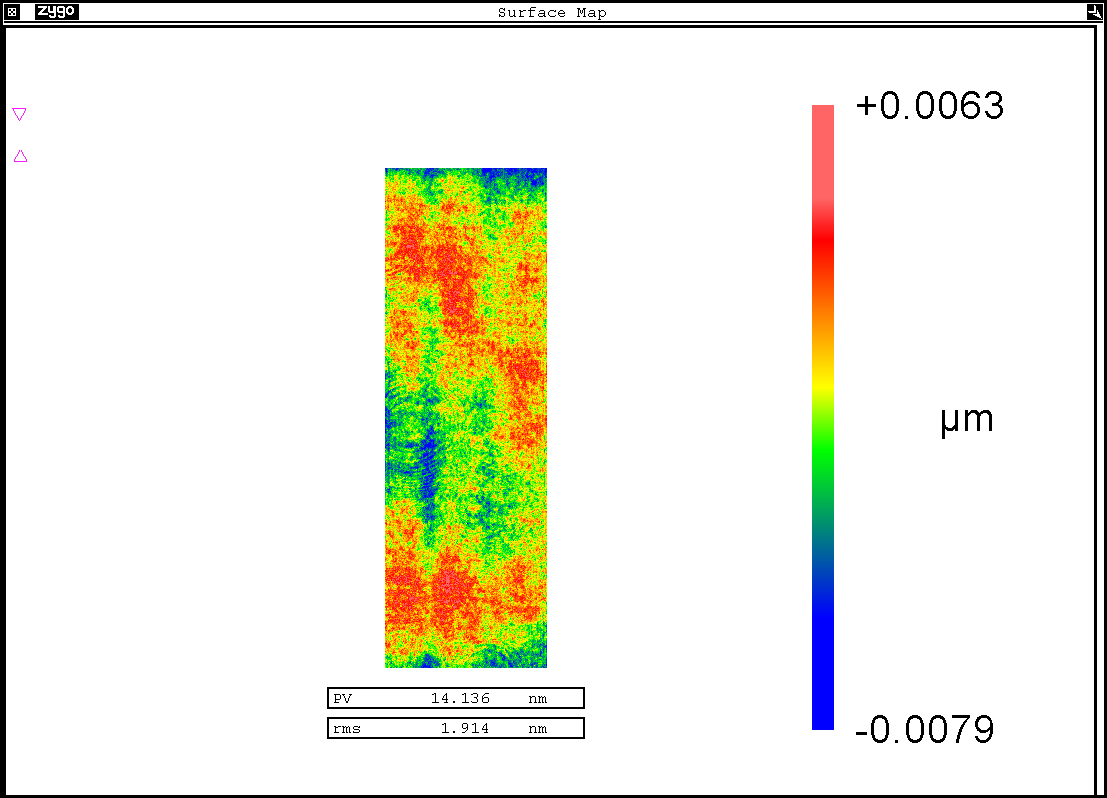 zygo
Surface Map
+0.0063
µm
-0.0079
PV 14.136 nm
rms 1.914 nm